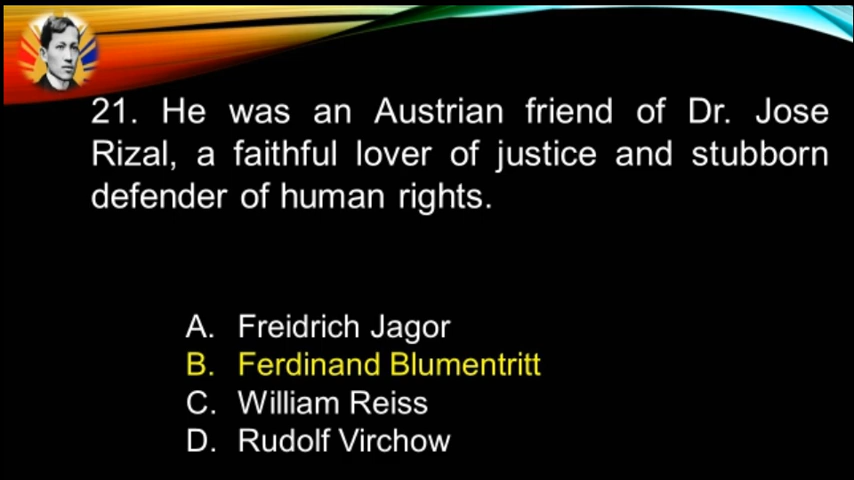 21. He was an Austrian friend of Dr. Jose
Rizal, a faithful lover of justice and stubborn
defender of human rights.
A. Freidrich Jagor
B. Ferdinand Blumentritt
C. William Reiss
D. Rudolf Virchow